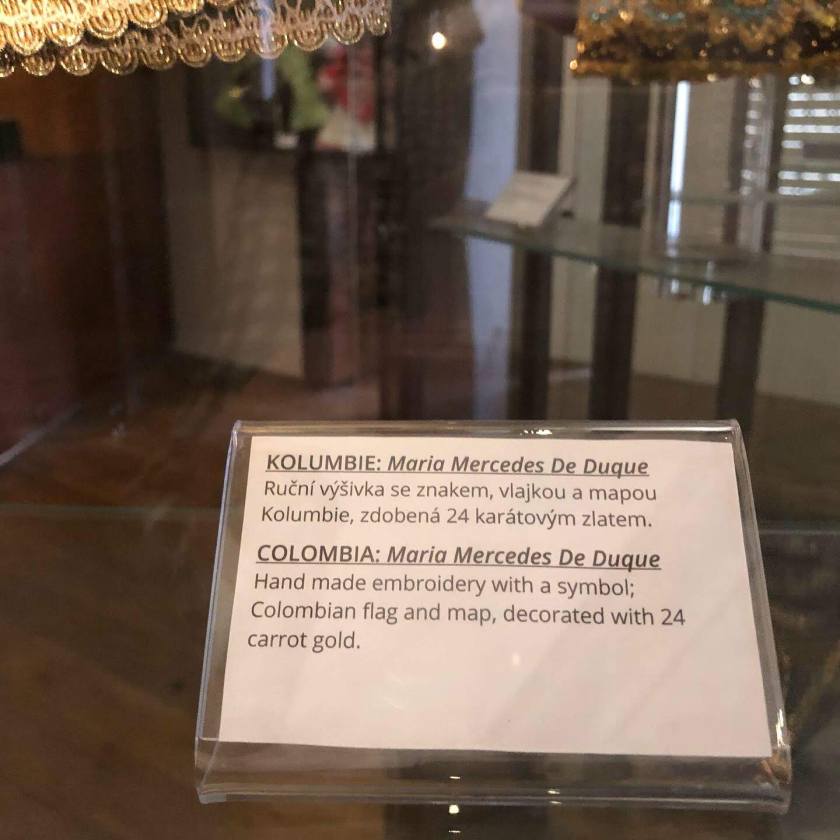 KOLUMBIE: Maria Mercedes De Duque
Ruční výšivka se znakem, vlajkou a mapou
Kolumbie, zdobená 24 karátovým zlatem.
COLOMBIA: Maria Mercedes De Duque
Hand made embroidery with a symbol;
Colombian flag and map, decorated with 24
carrot gold.